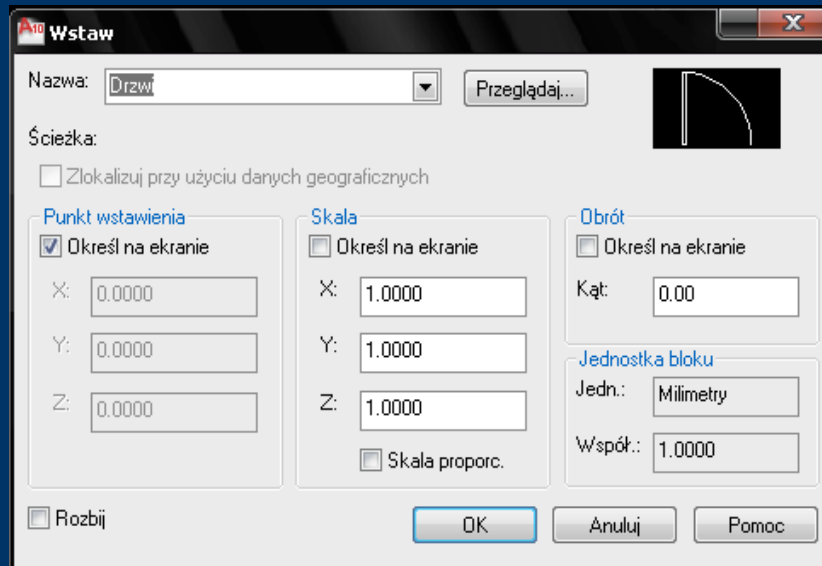 A10 Wstaw
Nazwa: Drzwi Przeglądaj...
Ścieżka:
Zlokalizuj przy użyciu danych geograficznych
Punkt wstawienia
Określ na ekranie
X: 0.0000
Y: 0.0000
Z: 0.0000
Skala
Określ na ekranie
X: 1.0000
Y: 1.0000
Z: 1.0000
Skala proporc.
Obrót
Określ na ekranie
Kąt: 0.00
Jednostka bloku
Jedn.: Milimetry
Współ.: 1.0000
Rozbij
OK Anuluj Pomoc